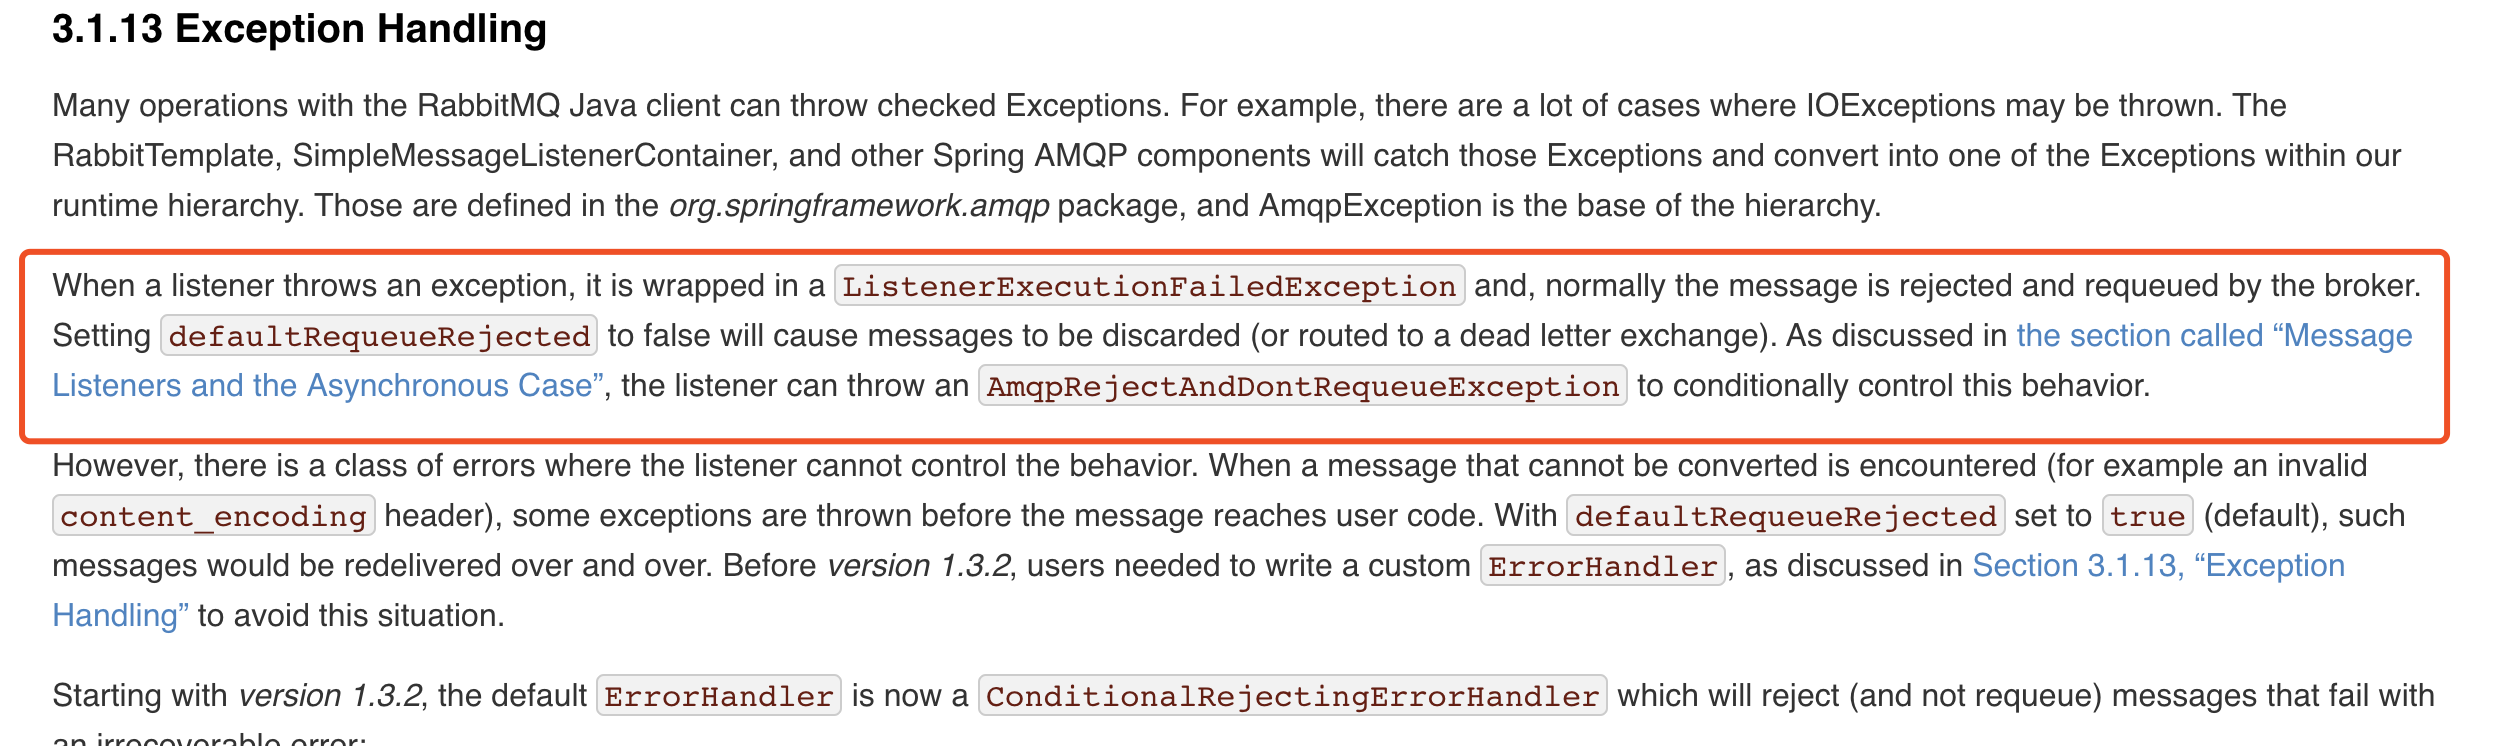 3.1.13 Exception Handling
Many operations with the RabbitMQ Java client can throw checked Exceptions. For example, there are a lot of cases where IOExceptions may be thrown. The
RabbitTemplate, SimpleMessageListenerContainer, and other Spring AMQP components will catch those Exceptions and convert into one of the Exceptions within our
runtime hierarchy. Those are defined in the org.springframework.amqp package, and AmqpException is the base of the hierarchy.
When a listener throws an exception, it is wrapped in a ListenerExecutionFailedException and, normally the message is rejected and requeued by the broker.
Setting defaultRequeueRejected to false will cause messages to be discarded (or routed to a dead letter exchange). As discussed in the section called “Message
Listeners and the Asynchronous Case”, the listener can throw an AmqpRejectAndDontRequeueException to conditionally control this behavior.
However, there is a class of errors where the listener cannot control the behavior. When a message that cannot be converted is encountered (for example an invalid
content_encoding header), some exceptions are thrown before the message reaches user code. With defaultRequeueRejected set to true (default), such
messages would be redelivered over and over. Before version 1.3.2, users needed to write a custom ErrorHandler, as discussed in Section 3.1.13, “Exception
Handling” to avoid this situation.
Starting with version 1.3.2, the default ErrorHandler is now a ConditionalRejectingErrorHandler which will reject (and not requeue) messages that fail with
an irrecoverable error: